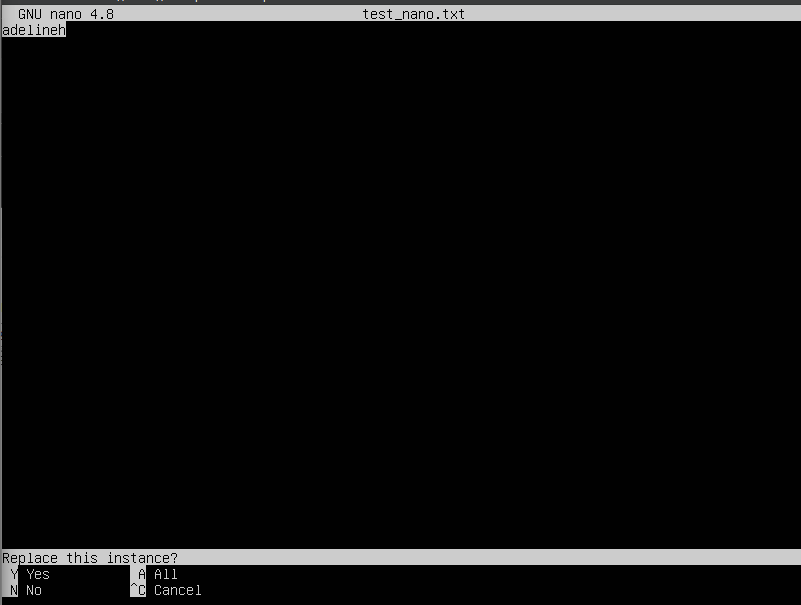 GNU nano 4.8 test_nano.txt
adelineh
Replace this instance?
Y Yes A All
N No ^C Cancel